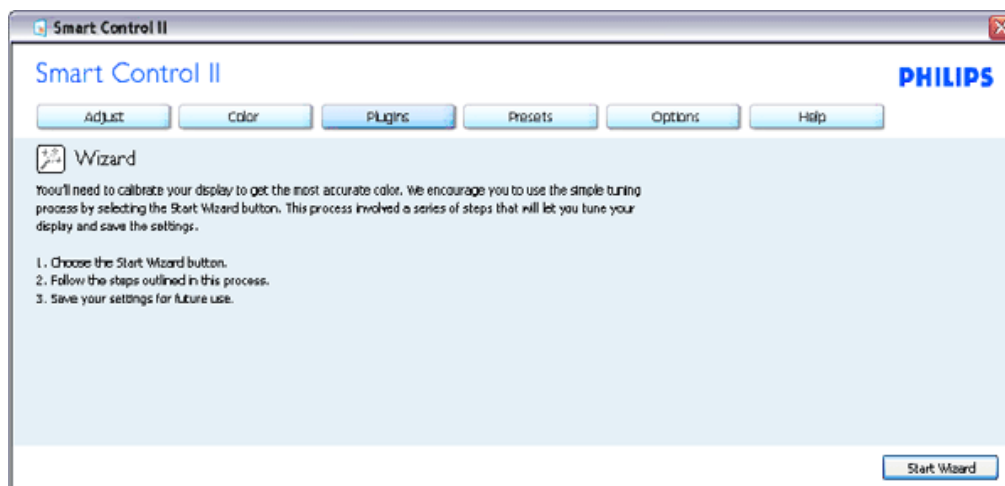 Smart Control II
Smart Control II
PHILIPS
Adjust Color Plugins Presets Options Help
Wizard
Yoou'll need to calibrate your display to get the most accurate color. We encourage you to use the simple tuning
process by selecting the Start Wizard button. This process involved a series of steps that will let you tune your
display and save the settings.
1. Choose the Start Wizard button.
2. Follow the steps outlined in this process.
3. Save your settings for future use.
Start Wizard